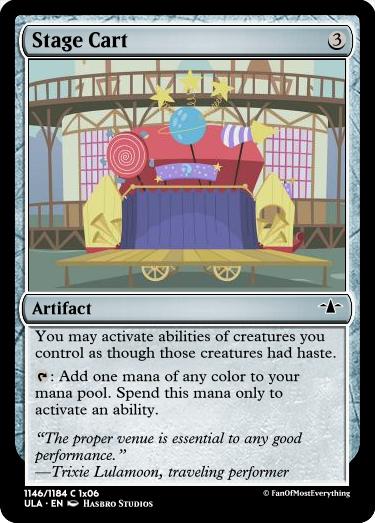 Stage Cart
3
Artifact
You may activate abilities of creatures you
control as though those creatures had haste.
: Add one mana of any color to your
mana pool. Spend this mana only to
activate an ability.
“The proper venue is essential to any good
performance.”
—Trixie Lulamoon, traveling performer
1146/1184 C 1x06
ULA · EN Hasbro Studios
© FanOfMostEverything